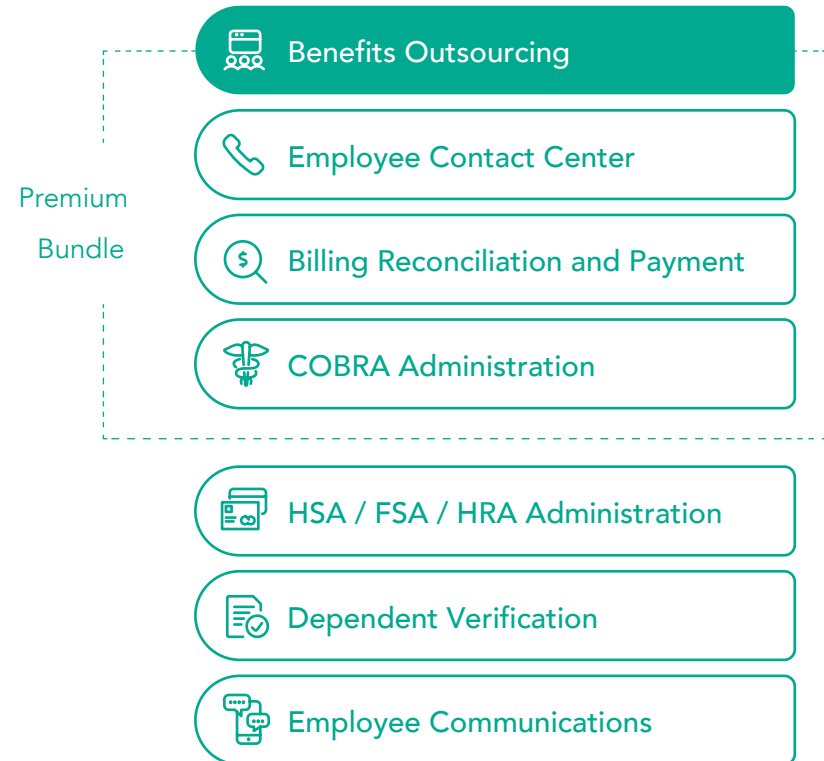 Benefits Outsourcing
Employee Contact Center
Premium
Bundle
Billing Reconciliation and Payment
COBRA Administration
HSA / FSA / HRA Administration
Dependent Verification
Employee Communications